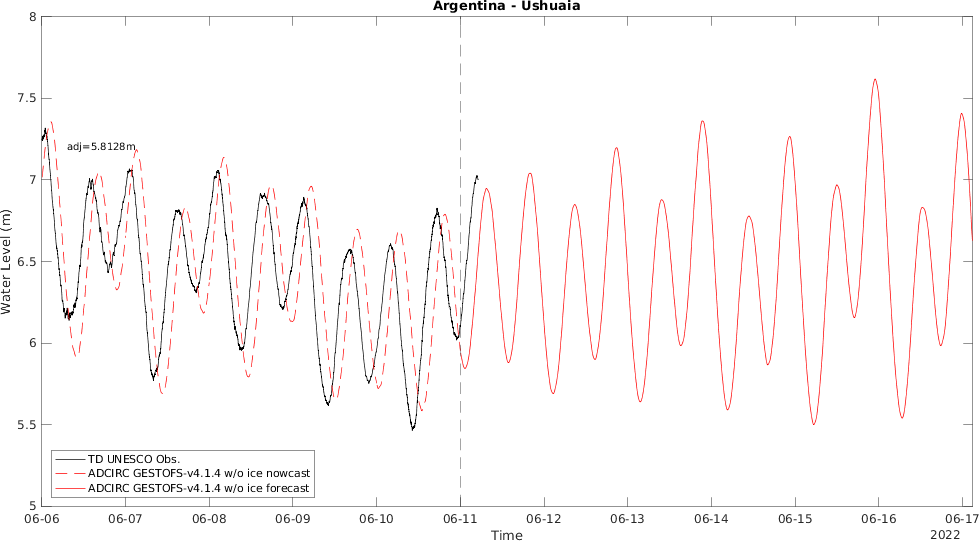 Argentina - Ushuaia
8
7.5
7
6.5
6
5.5
5
Water Level (m)
adj=5.8128m
TD UNESCO Obs.
ADCIRC GESTOFS-v4.1.4 w/o ice nowcast
ADCIRC GESTOFS-v4.1.4 w/o ice forecast
06-06 06-07 06-08 06-09 06-10 06-11 06-12 06-13 06-14 06-15 06-16 06-17
Time
2022